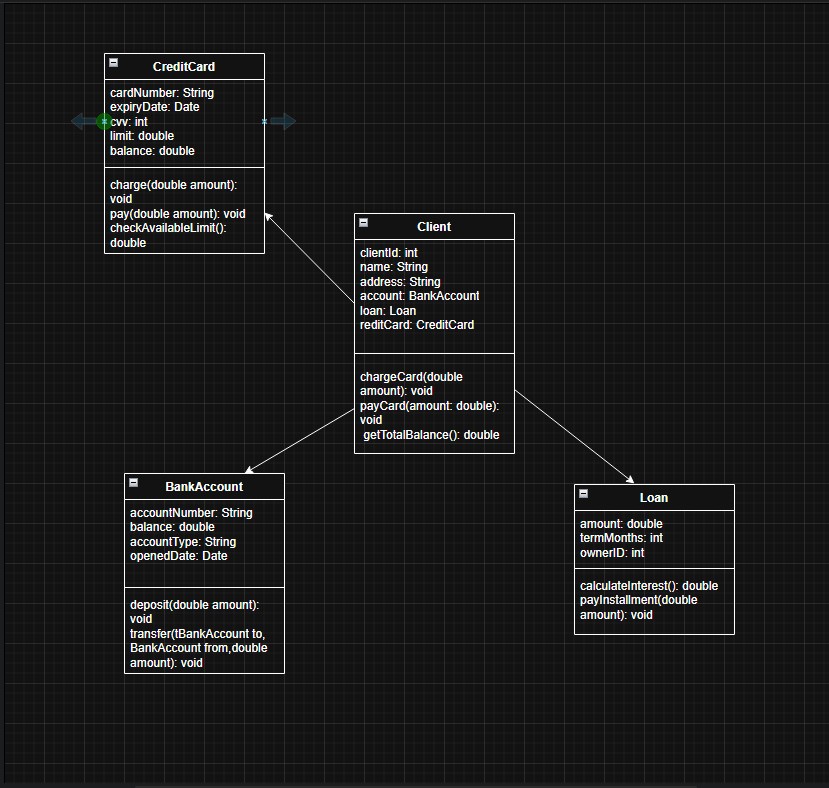 CreditCard
cardNumber: String
expiryDate: Date
cvv: int
limit: double
balance: double
charge(double amount):
void
pay(double amount): void
checkAvailableLimit():
double
Client
clientId: int
name: String
address: String
account: BankAccount
loan: Loan
reditCard: CreditCard
chargeCard(double
amount): void
payCard(amount: double):
void
getTotalBalance(): double
BankAccount
accountNumber: String
balance: double
accountType: String
openedDate: Date
deposit(double amount):
void
transfer(tBankAccount to,
BankAccount from,double
amount): void
Loan
amount: double
termMonths: int
ownerID: int
calculateInterest(): double
payInstallment(double
amount): void